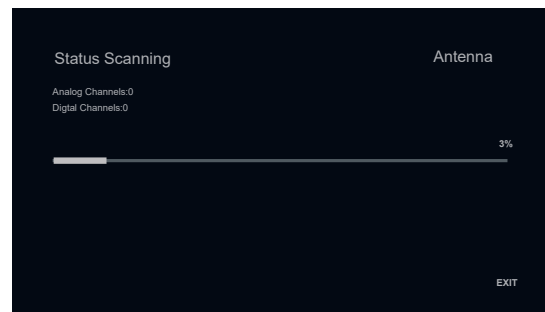 Status Scanning
Antenna
Analog Channels:0
Digtal Channels:0
3%
EXIT